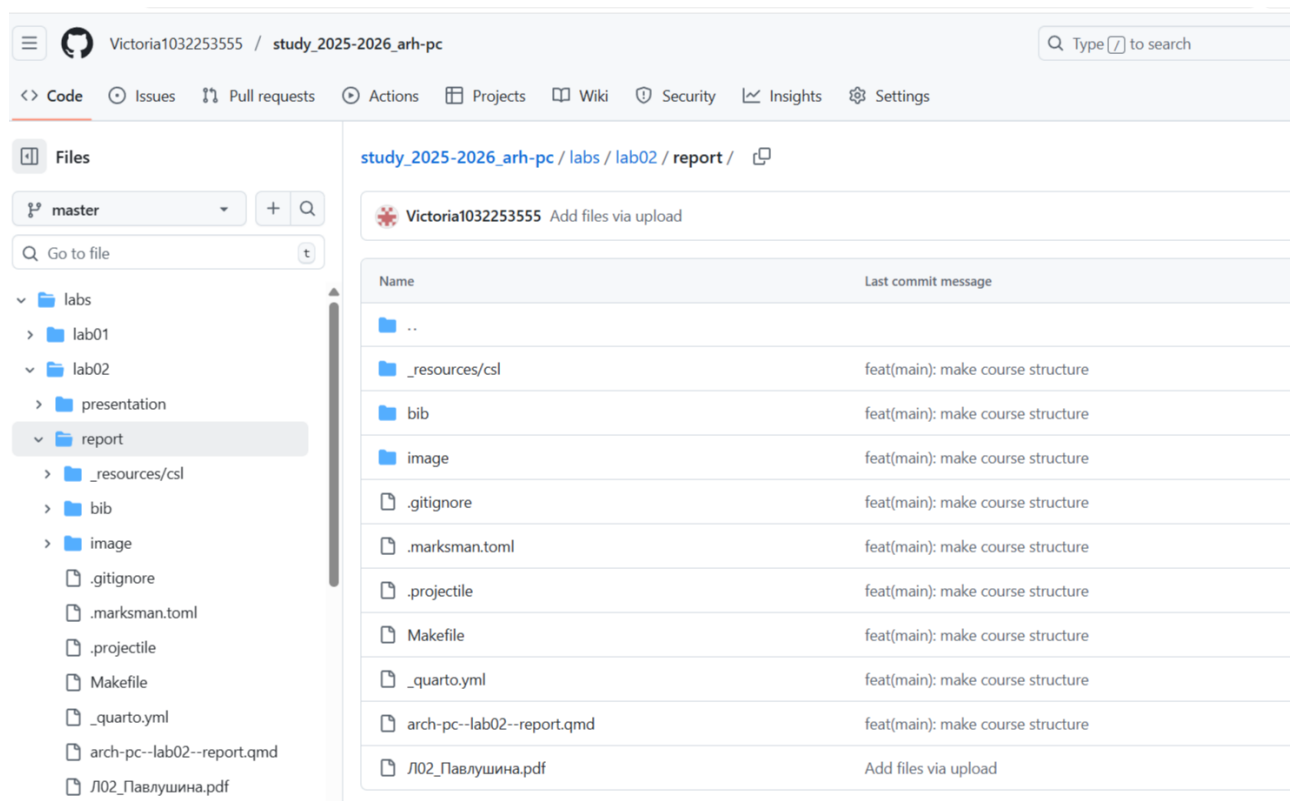 Victoria1032253555 / study_2025-2026_arh-pc
Type / to search
Code Issues Pull requests Actions Projects Wiki Security Insights Settings
Files
master
Go to file t
labs
lab01
lab02
presentation
report
_resources/csl
bib
image
.gitignore
.marksman.toml
.projectile
Makefile
_quarto.yml
arch-pc--lab02--report.qmd
Л02_Павлушина.pdf
study_2025-2026_arh-pc / labs / lab02 / report /
Victoria1032253555 Add files via upload
Name Last commit message
..
_resources/csl feat(main): make course structure
bib feat(main): make course structure
image feat(main): make course structure
.gitignore feat(main): make course structure
.marksman.toml feat(main): make course structure
.projectile feat(main): make course structure
Makefile feat(main): make course structure
_quarto.yml feat(main): make course structure
arch-pc--lab02--report.qmd feat(main): make course structure
Л02_Павлушина.pdf Add files via upload